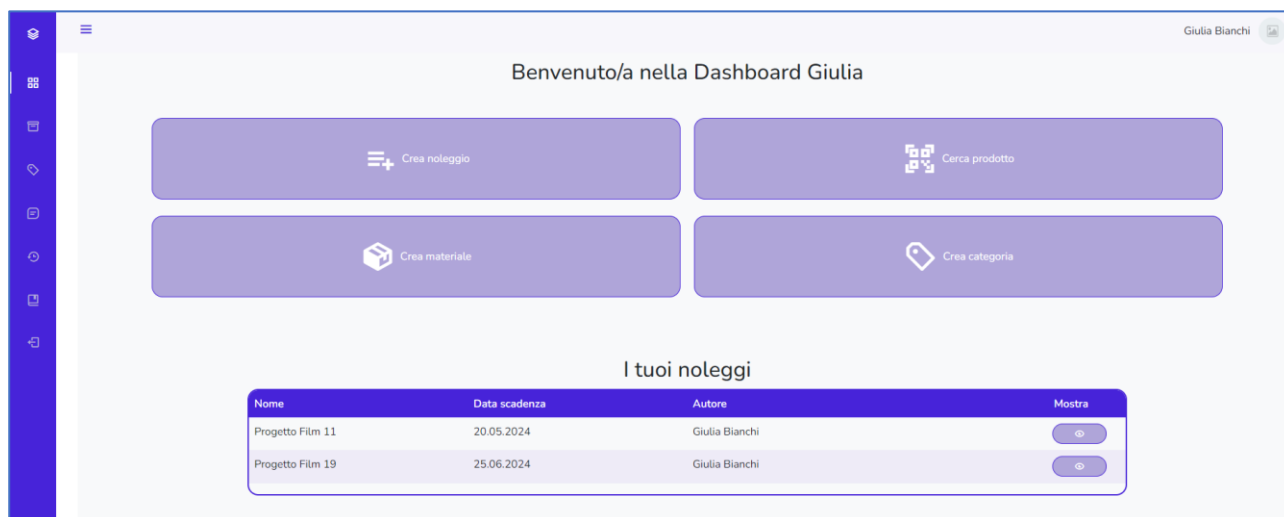 Giulia Bianchi
Benvenuto/a nella Dashboard Giulia
Crea noleggio
Cerca prodotto
Crea materiale
Crea categoria
I tuoi noleggi
Nome Data scadenza Autore Mostra
Progetto Film 11 20.05.2024 Giulia Bianchi
Progetto Film 19 25.06.2024 Giulia Bianchi